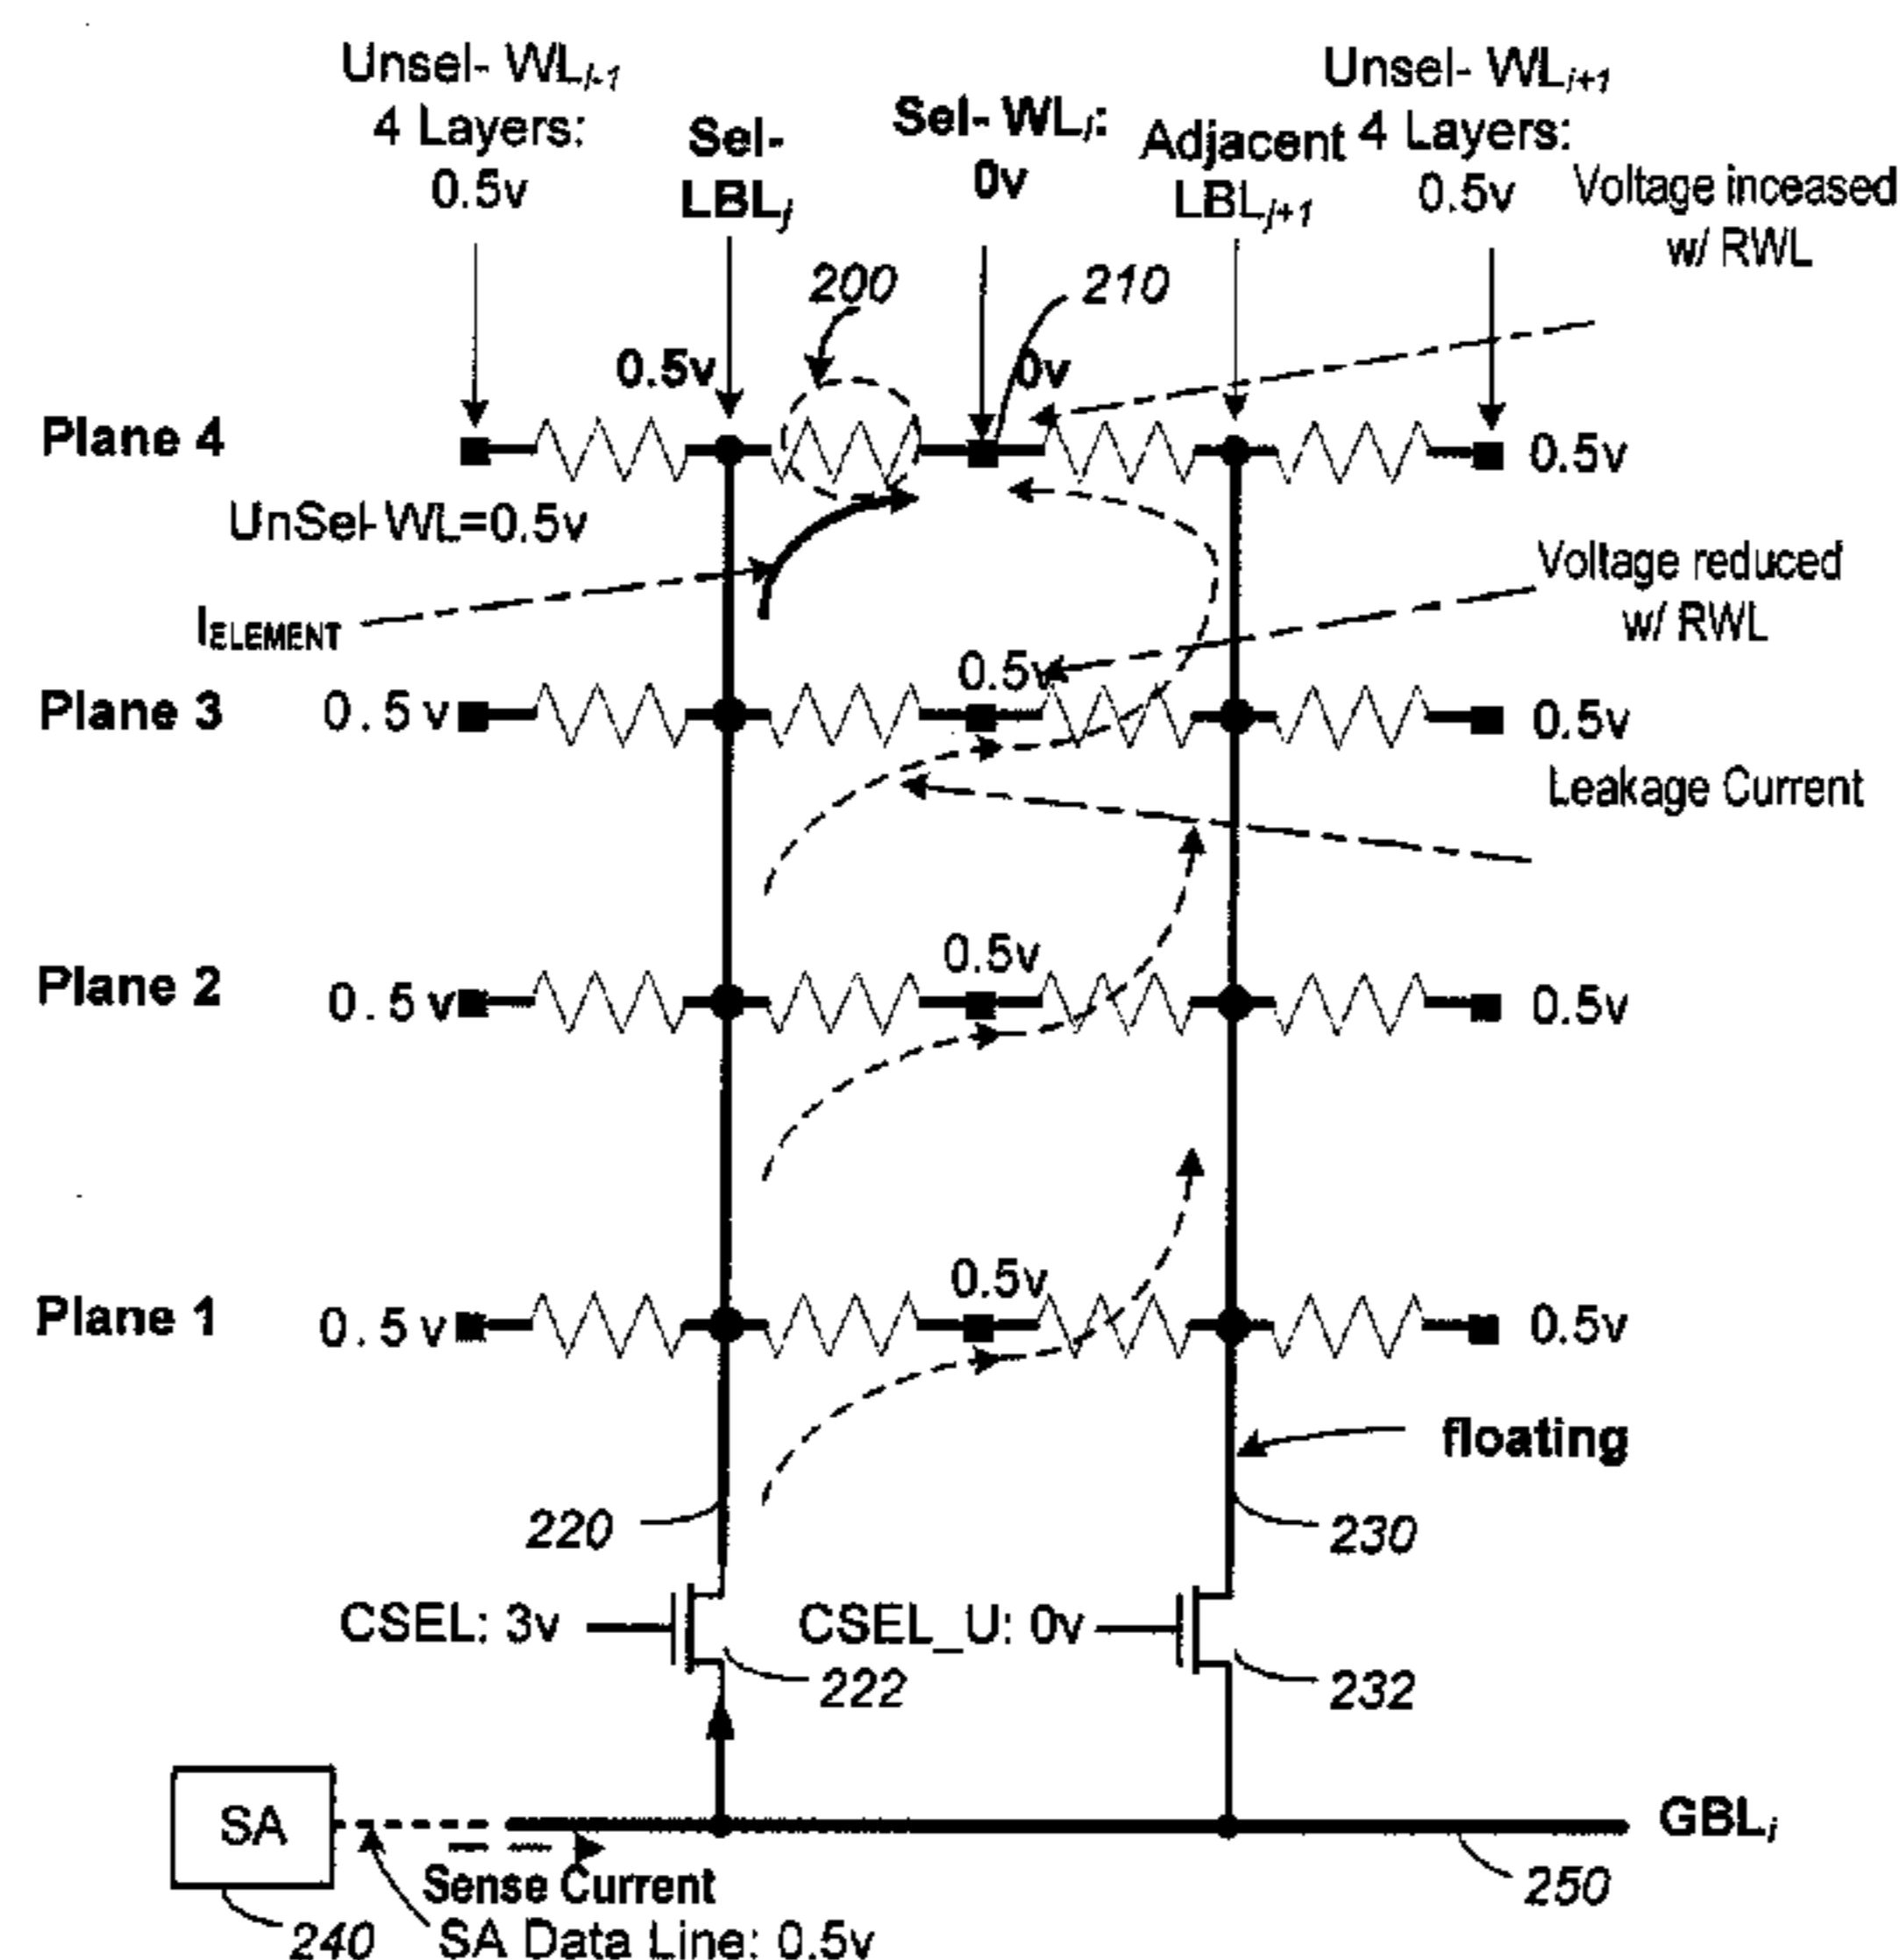 Unsel- WLj-1
4 Layers:
0.5v
Sel-
LBLj
Sel- WLj:
0v
Adjacent
LBLj+1
Unsel- WLj+1
4 Layers:
0.5v
Voltage inceased
w/ RWL
200
210
0.5v
0v
Plane 4
0.5v
UnSel-WL=0.5v
IELEMENT
Voltage reduced
w/ RWL
Plane 3
0.5v
0.5v
0.5v
Leakage Current
Plane 2
0.5v
0.5v
0.5v
Plane 1
0.5v
0.5v
0.5v
floating
220
230
CSEL: 3v
CSEL_U: 0v
222
232
SA
GBLi
Sense Current
250
240
SA Data Line: 0.5v